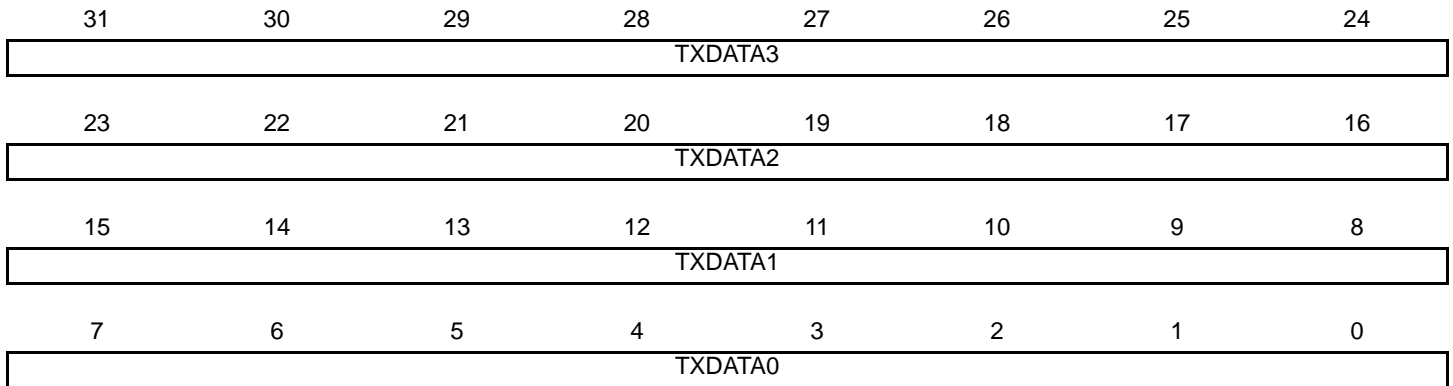 31 30 29 28 27 26 25 24
TXDATA3
23 22 21 20 19 18 17 16
TXDATA2
15 14 13 12 11 10 9 8
TXDATA1
7 6 5 4 3 2 1 0
TXDATA0